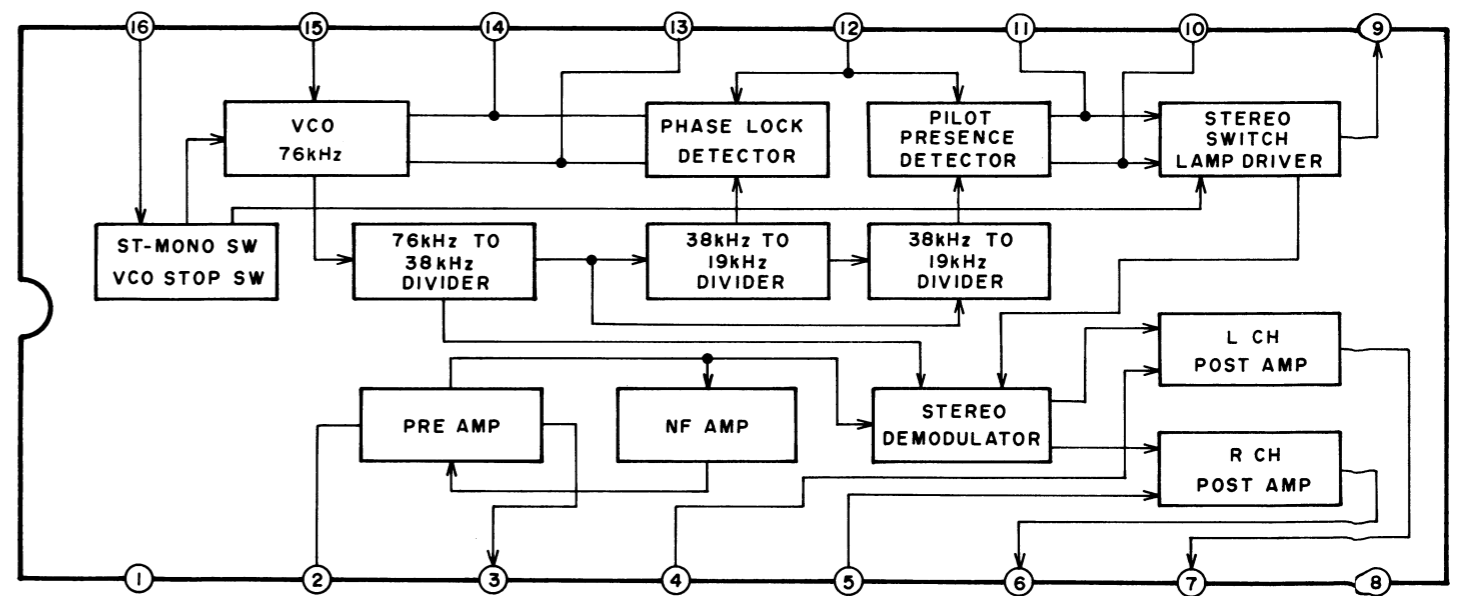 16 15 14 13 12 11 10 9
VCO
76kHz
PHASE LOCK
DETECTOR
PILOT
PRESENCE
DETECTOR
STEREO
SWITCH
LAMP DRIVER
ST-MONO SW
VCO STOP SW
76kHz TO
38kHz
DIVIDER
38kHz TO
19kHz
DIVIDER
38kHz TO
19kHz
DIVIDER
L CH
POST AMP
PRE AMP
NF AMP
STEREO
DEMODULATOR
R CH
POST AMP
1 2 3 4 5 6 7 8